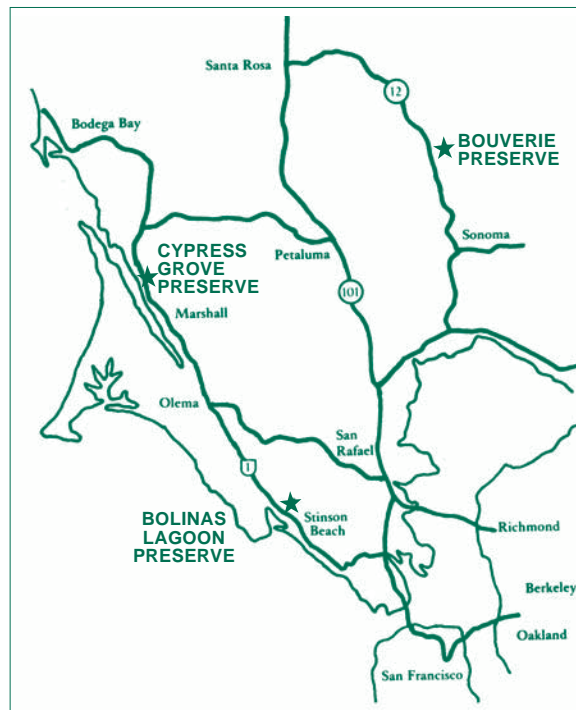 Santa Rosa
12
Bodega Bay
BOUVERIE
PRESERVE
Sonoma
CYPRESS
GROVE
PRESERVE
Petaluma
101
Marshall
Olema
San
Rafael
1
Stinson
Beach
BOLINAS
LAGOON
PRESERVE
Richmond
Berkeley
Oakland
San Francisco